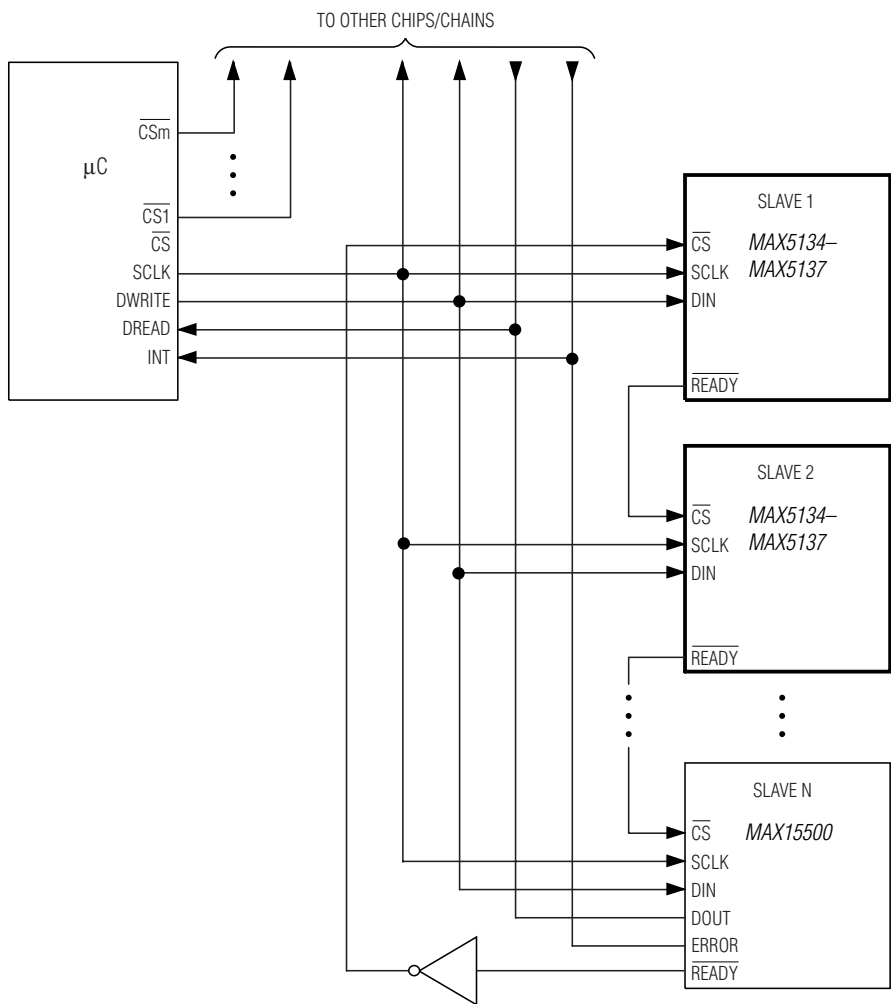 TO OTHER CHIPS/CHAINS
CSm
μC
CS1
CS
SCLK
DWRITE
DREAD
INT
SLAVE 1
CS
MAX5134–
SCLK
MAX5137
DIN
READY
SLAVE 2
CS
MAX5134–
SCLK
MAX5137
DIN
READY
SLAVE N
CS
MAX15500
SCLK
DIN
DOUT
ERROR
READY